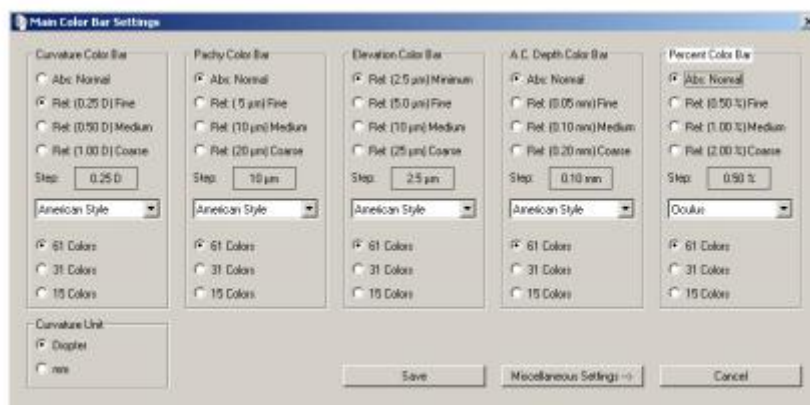 Main Color Bar Settings
Curvature Color Bar
Abs: Normal
Rel: (0.25 D) Fine
Rel: (0.50 D) Medium
Rel: (1.00 D) Coarse
Step: 0.25 D
American Style
61 Colors
31 Colors
15 Colors
Curvature Unit
Diopter
mm
Pachy Color Bar
Abs: Normal
Rel: ( 5 µm) Fine
Rel: (10 µm) Medium
Rel: (20 µm) Coarse
Step: 10 µm
American Style
61 Colors
31 Colors
15 Colors
Elevation Color Bar
Rel: (2.5 µm) Minimum
Rel: (5.0 µm) Fine
Rel: (10 µm) Medium
Rel: (25 µm) Coarse
Step: 2.5 µm
American Style
61 Colors
31 Colors
15 Colors
A.C. Depth Color Bar
Abs: Normal
Rel: (0.05 mm) Fine
Rel: (0.10 mm) Medium
Rel: (0.20 mm) Coarse
Step: 0.10 mm
American Style
61 Colors
31 Colors
15 Colors
Percent Color Bar
Abs: Normal
Rel: (0.50 %) Fine
Rel: (1.00 %) Medium
Rel: (2.00 %) Coarse
Step: 0.50 %
Oculus
61 Colors
31 Colors
15 Colors
Save
Miscellaneous Settings -->
Cancel